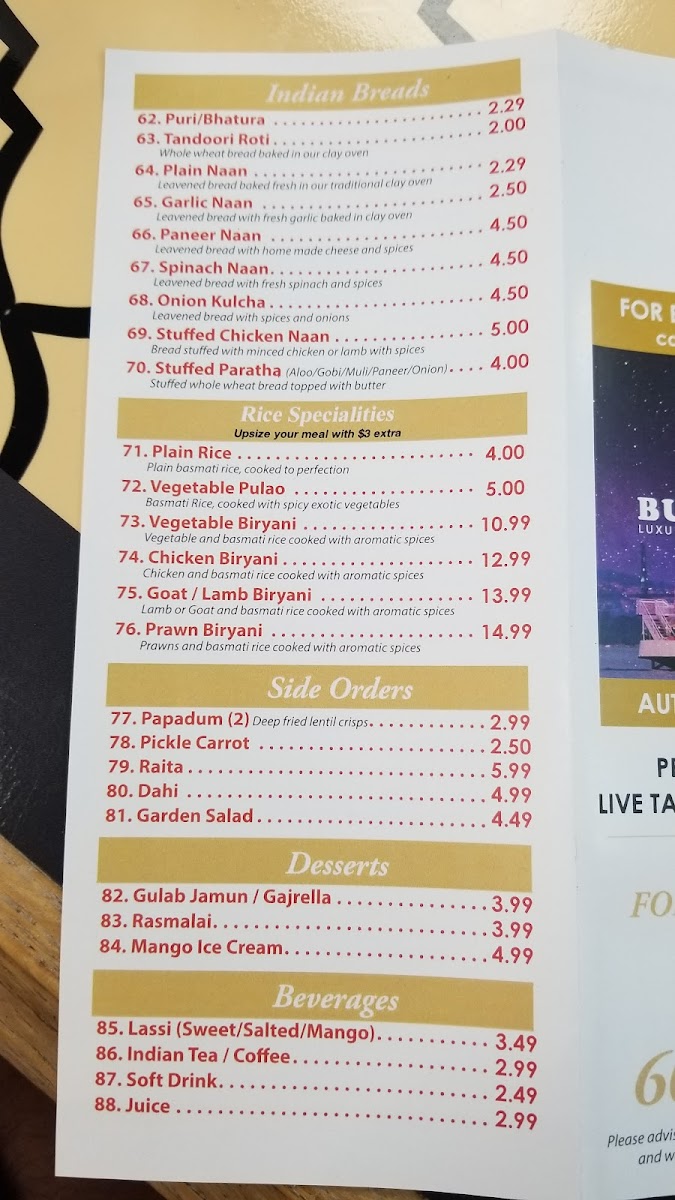 Indian Breads
62. Puri/Bhatura ........................... 2.29
63. Tandoori Roti........................... 2.00
Whole wheat bread baked in our clay oven
64. Plain Naan ........................... 2.29
Leavened bread baked fresh in our traditional clay oven
65. Garlic Naan ........................... 2.50
Leavened bread with fresh garlic baked in clay oven
66. Paneer Naan ........................... 4.50
Leavened bread with home made cheese and spices
67. Spinach Naan........................... 4.50
Leavened bread with fresh spinach and spices
68. Onion Kulcha........................... 4.50
Leavened bread with spices and onions
69. Stuffed Chicken Naan ................... 5.00
Bread stuffed with minced chicken or lamb with spices
70. Stuffed Paratha (Aloo/Gobi/Muli/Paneer/Onion).... 4.00
Stuffed whole wheat bread topped with butter
Rice Specialities
Upsize your meal with $3 extra
71. Plain Rice ........................... 4.00
Plain basmati rice, cooked to perfection
72. Vegetable Pulao ...................... 5.00
Basmati Rice, cooked with spicy exotic vegetables
73. Vegetable Biryani .................... 10.99
Vegetable and basmati rice cooked with aromatic spices
74. Chicken Biryani...................... 12.99
Chicken and basmati rice cooked with aromatic spices
75. Goat / Lamb Biryani .................. 13.99
Lamb or Goat and basmati rice cooked with aromatic spices
76. Prawn Biryani ....................... 14.99
Prawns and basmati rice cooked with aromatic spices
Side Orders
77. Papadum (2) Deep fried lentil crisps............. 2.99
78. Pickle Carrot ........................ 2.50
79. Raita............................... 5.99
80. Dahi ............................... 4.99
81. Garden Salad........................ 4.49
Desserts
82. Gulab Jamun / Gajrella ............... 3.99
83. Rasmalai............................ 3.99
84. Mango Ice Cream...................... 4.99
Beverages
85. Lassi (Sweet/Salted/Mango)........... 3.49
86. Indian Tea / Coffee.................. 2.99
87. Soft Drink.......................... 2.49
88. Juice .............................. 2.99
FOR
BU
LUXU
AUT
LIVE TA
FO
Please advis
and w